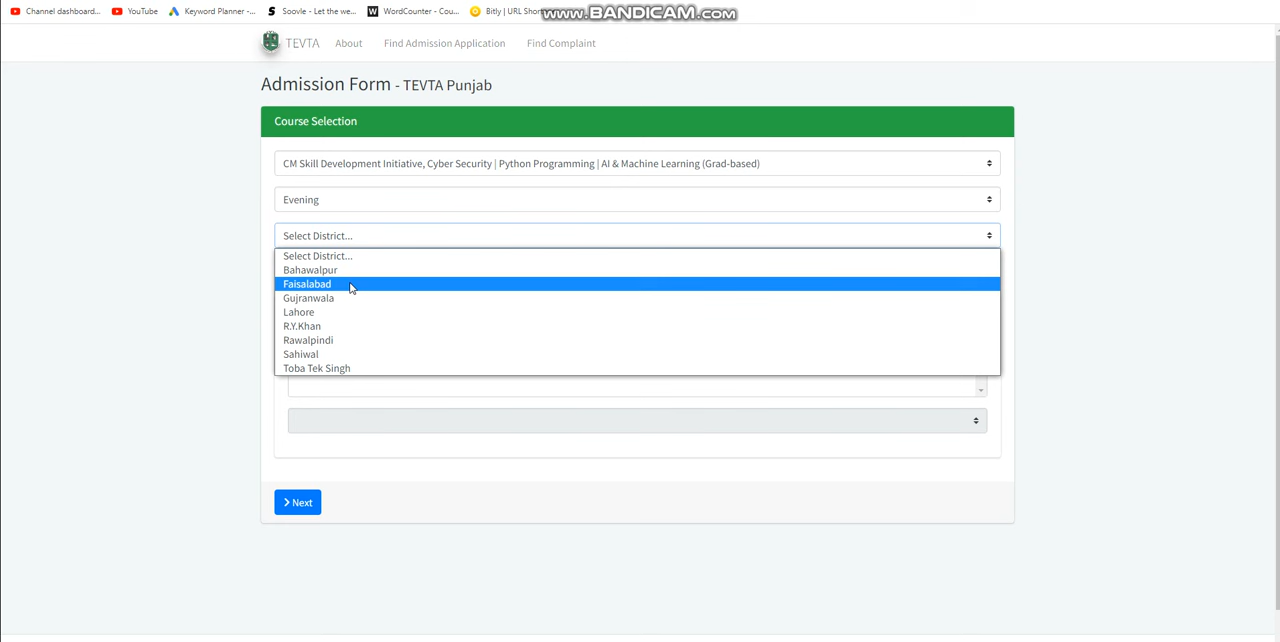 Channel dashboard...
YouTube
Keyword Planner -...
Soovle - Let the we...
WordCounter - Cou...
Bitly | URL Short
www.BANDICAM.com
TEVTA
About
Find Admission Application
Find Complaint
Admission Form - TEVTA Punjab
Course Selection
CM Skill Development Initiative, Cyber Security | Python Programming | AI & Machine Learning (Grad-based)
Evening
Select District...
Select District...
Bahawalpur
Faisalabad
Gujranwala
Lahore
R.Y.Khan
Rawalpindi
Sahiwal
Toba Tek Singh
Next